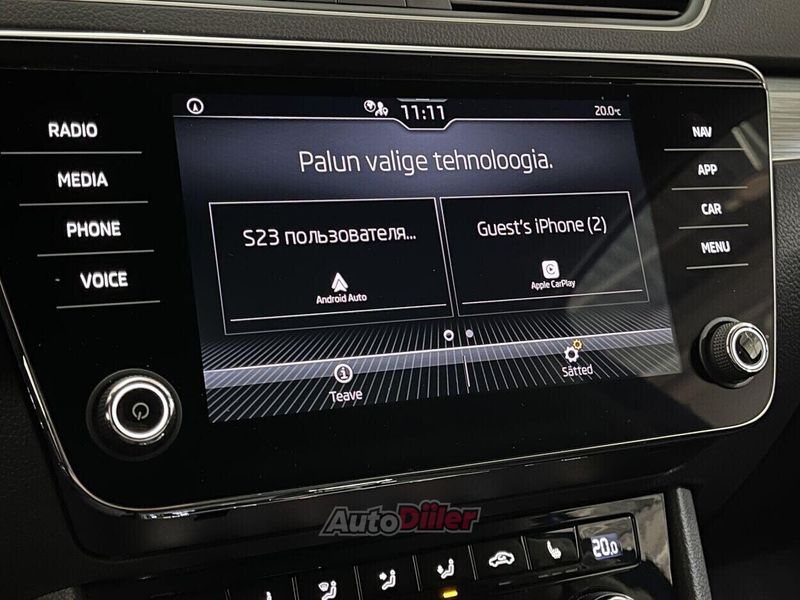 11:11
20.0°C
RADIO
MEDIA
PHONE
VOICE
Palun valige tehnoloogia.
S23 пользователя...
Android Auto
Guest's iPhone (2)
Apple CarPlay
Teave
Sätted
NAV
APP
CAR
MENU
AutoDiiler
20.0